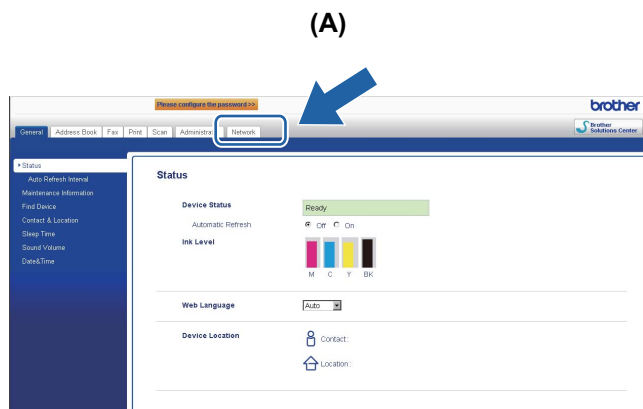 (A)
Please configure the password>>
brother
General Address Book Fax Print Scan Administrator Network
Brother
Solutions Center
Status
Auto Refresh Interval
Maintenance Information
Find Device
Contact & Location
Sleep Time
Sound Volume
Date&Time
Status
Device Status Ready
Automatic Refresh Off On
Ink Level
M C Y BK
Web Language Auto
Device Location Contact :
Location :